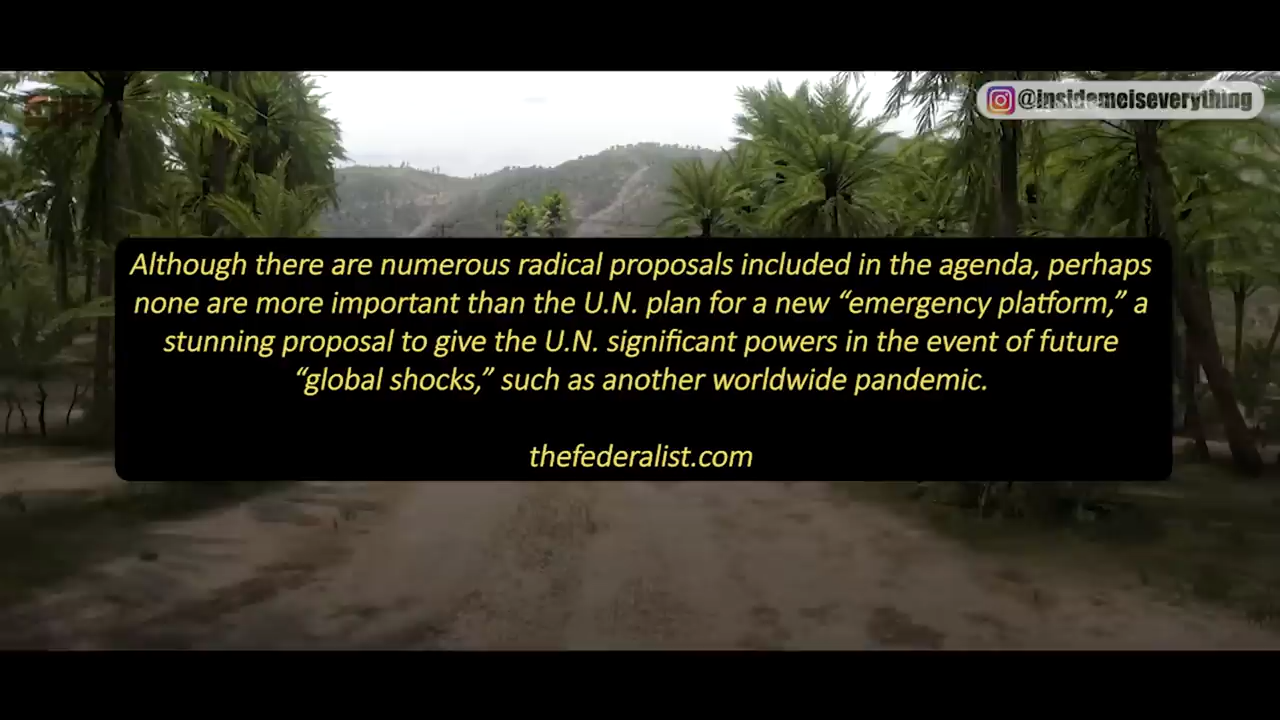 @insidemeiseverything
Although there are numerous radical proposals included in the agenda, perhaps
none are more important than the U.N. plan for a new “emergency platform,” a
stunning proposal to give the U.N. significant powers in the event of future
“global shocks,” such as another worldwide pandemic.
thefederalist.com